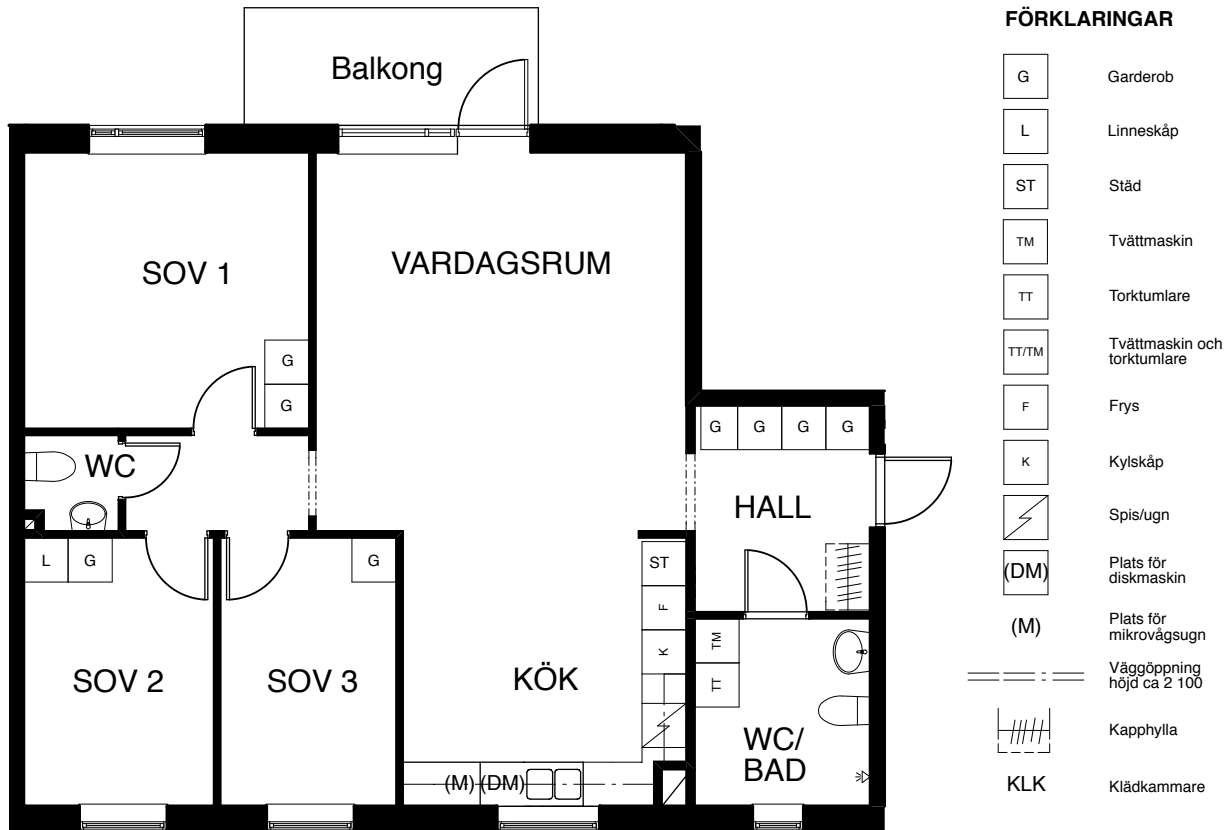 Balkong
SOV 1
VARDAGSRUM
G
G
G G G G
WC
HALL
L G
G
ST
F
K
TM
TT
SOV 2
SOV 3
KÖK
WC/
BAD
(M) (DM)
FÖRKLARINGAR
G Garderob
L Linneskåp
ST Städ
TM Tvättmaskin
TT Torktumlare
TT/TM Tvättmaskin och
torktumlare
F Frys
K Kylskåp
Spis/ugn
(DM) Plats för
diskmaskin
(M) Plats för
mikrovågsugn
Väggöppning
höjd ca 2 100
Kapphylla
KLK Klädkammare